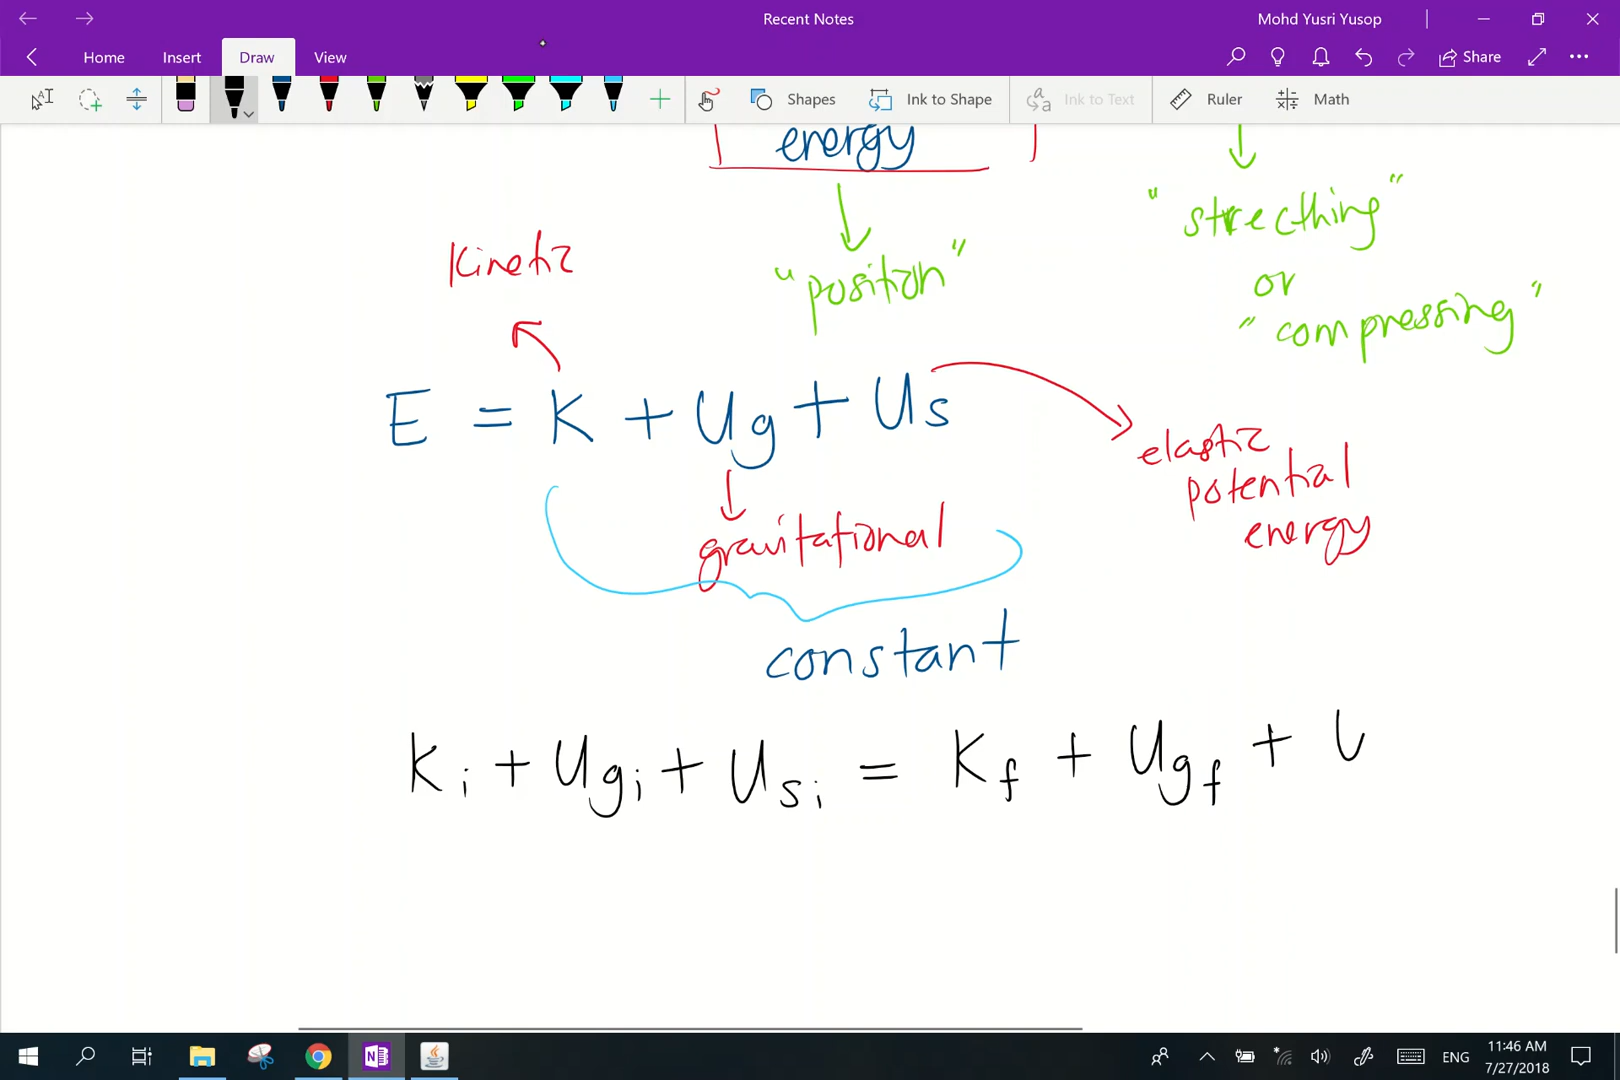 Recent Notes
Mohd Yusri Yusop
Home Insert Draw View
Share
Shapes Ink to Shape Ink to Text Ruler Math
energy
"position"
"strecthing"
or
"compressing"
Kinetic
E = K + Ug + Us
gravitational
elastic
potential
energy
constant
Ki + Ugi + Usi = Kf + Ugf + U
ENG
11:46 AM
7/27/2018